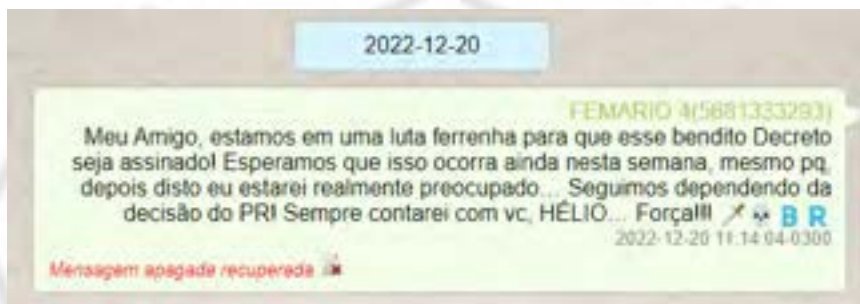 2022-12-20
FEMARIO 4(5681333293)
Meu Amigo, estamos em uma luta ferrenha para que esse bendito Decreto
seja assinado! Esperamos que isso ocorra ainda nesta semana, mesmo pq,
depois disto eu estarei realmente preocupado... Seguimos dependendo da
decisão do PR! Sempre contarei com vc, HÉLIO... Força!!! 🗡️💀 B R
2022-12-20 11:14:04-0300
Mensagem apagada recuperada